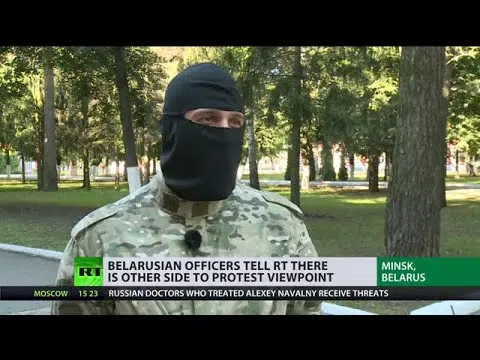 BELARUSIAN OFFICERS TELL RT THERE
IS OTHER SIDE TO PROTEST VIEWPOINT
MINSK,
BELARUS
RT
MOSCOW 15 23 RUSSIAN DOCTORS WHO TREATED ALEXEY NAVALNY RECEIVE THREATS